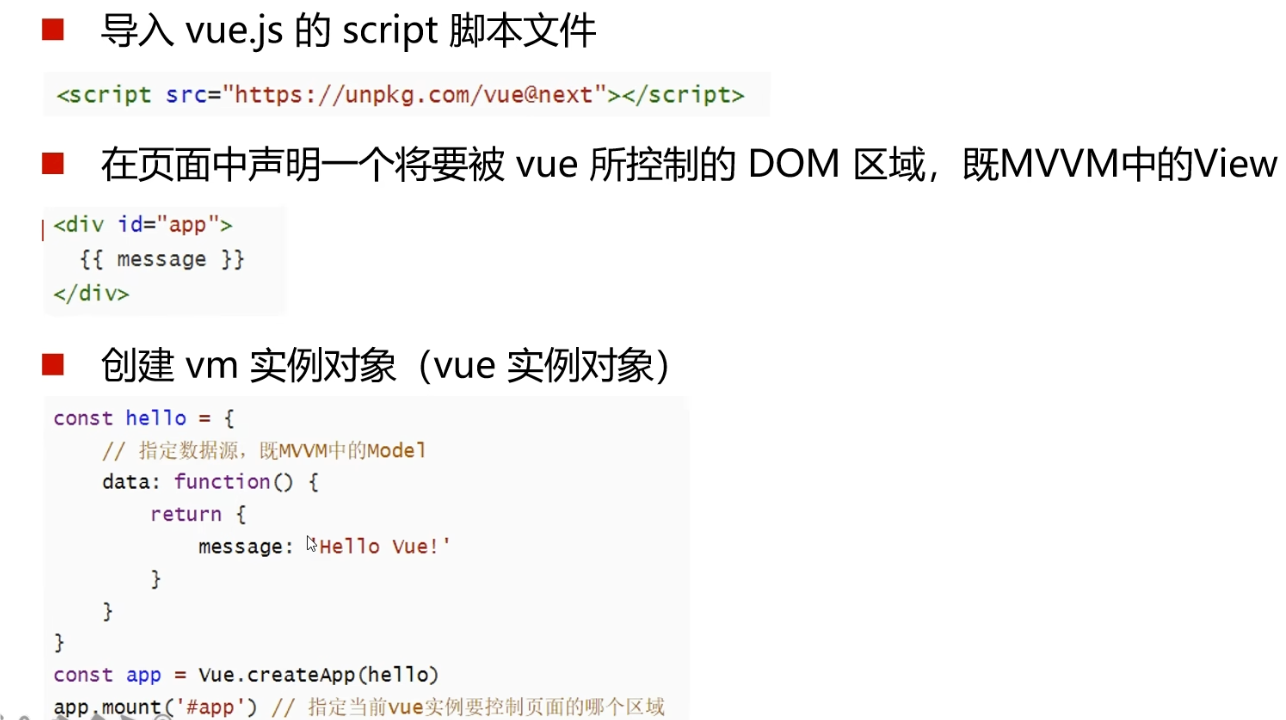 导入 vue.js 的 script 脚本文件
<script src="https://unpkg.com/vue@next"></script>
在页面中声明一个将要被 vue 所控制的 DOM 区域，既MVVM中的View
<div id="app">
{{ message }}
</div>
创建 vm 实例对象（vue 实例对象）
const hello = {
// 指定数据源，既MVVM中的Model
data: function() {
return {
message: 'Hello Vue!'
}
}
}
const app = Vue.createApp(hello)
app.mount('#app') // 指定当前vue实例要控制页面的哪个区域